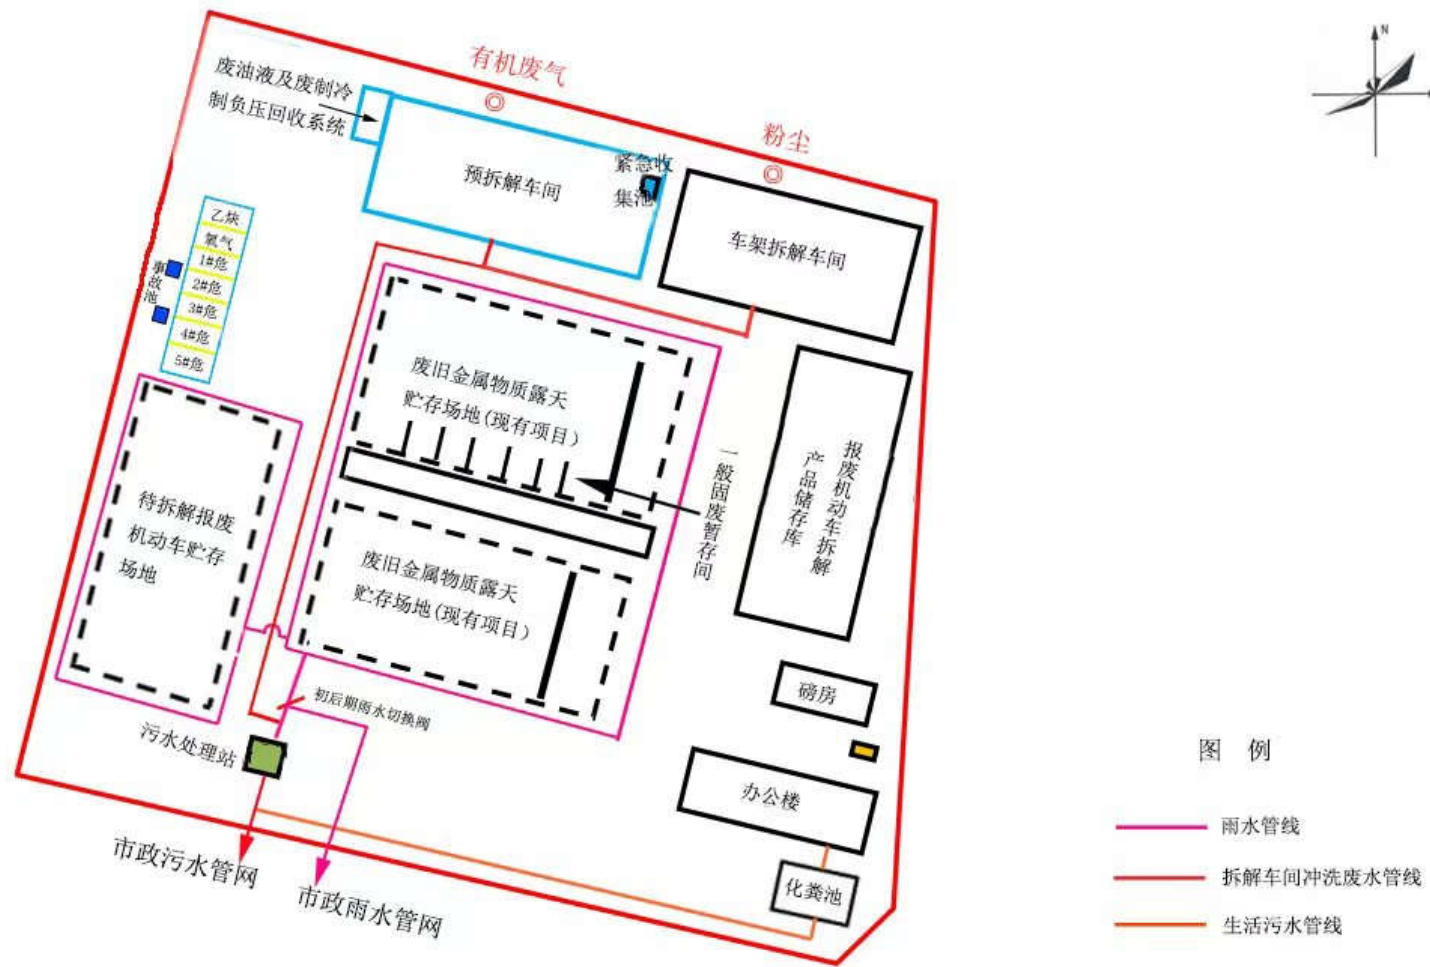 有机废气
N
废油液及废制冷
制负压回收系统
粉尘
紧急收
集池
预拆解车间
车架拆解车间
乙炔
氧气
1#危
2#危
3#危
4#危
5#危
事故池
废旧金属物质露天
贮存场地(现有项目)
一般固废暂存间
报废机动车拆解
产品储存库
待拆解报废
机动车贮存
场地
废旧金属物质露天
贮存场地(现有项目)
磅房
初后期雨水切换阀
污水处理站
办公楼
化粪池
市政污水管网
市政雨水管网
图 例
雨水管线
拆解车间冲洗废水管线
生活污水管线